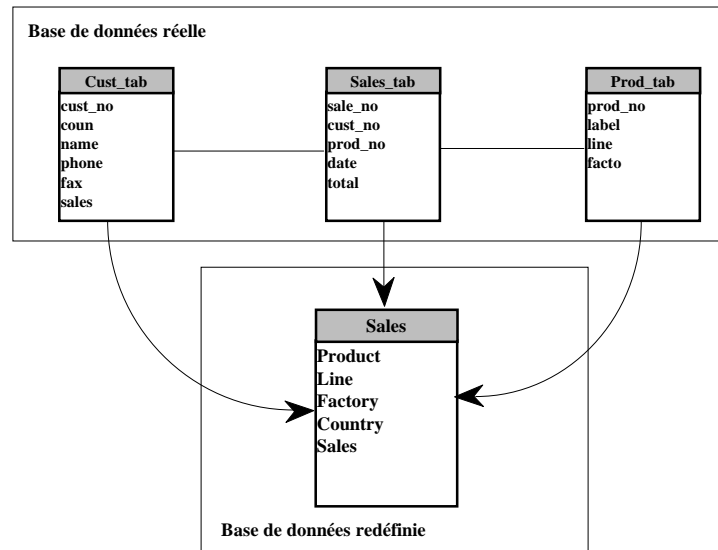 Base de données réelle
Cust_tab
cust_no
coun
name
phone
fax
sales
Sales_tab
sale_no
cust_no
prod_no
date
total
Prod_tab
prod_no
label
line
facto
Sales
Product
Line
Factory
Country
Sales
Base de données redéfinie